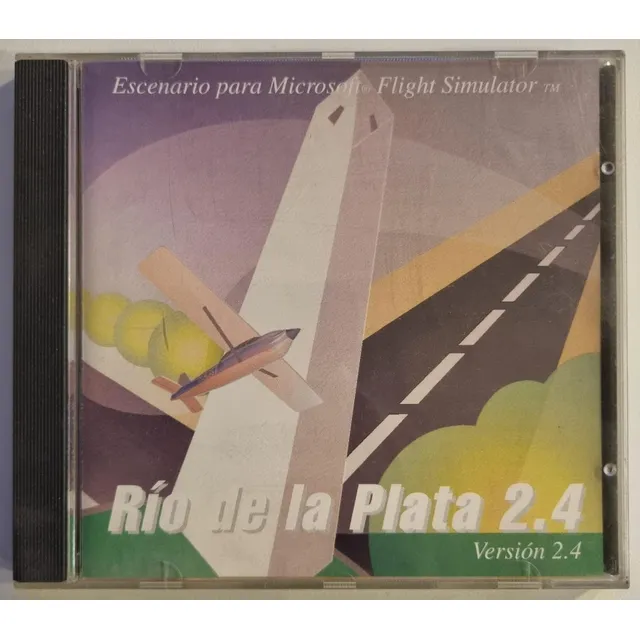 Escenario para Microsoft® Flight Simulator TM
Río de la Plata 2.4
Versión 2.4